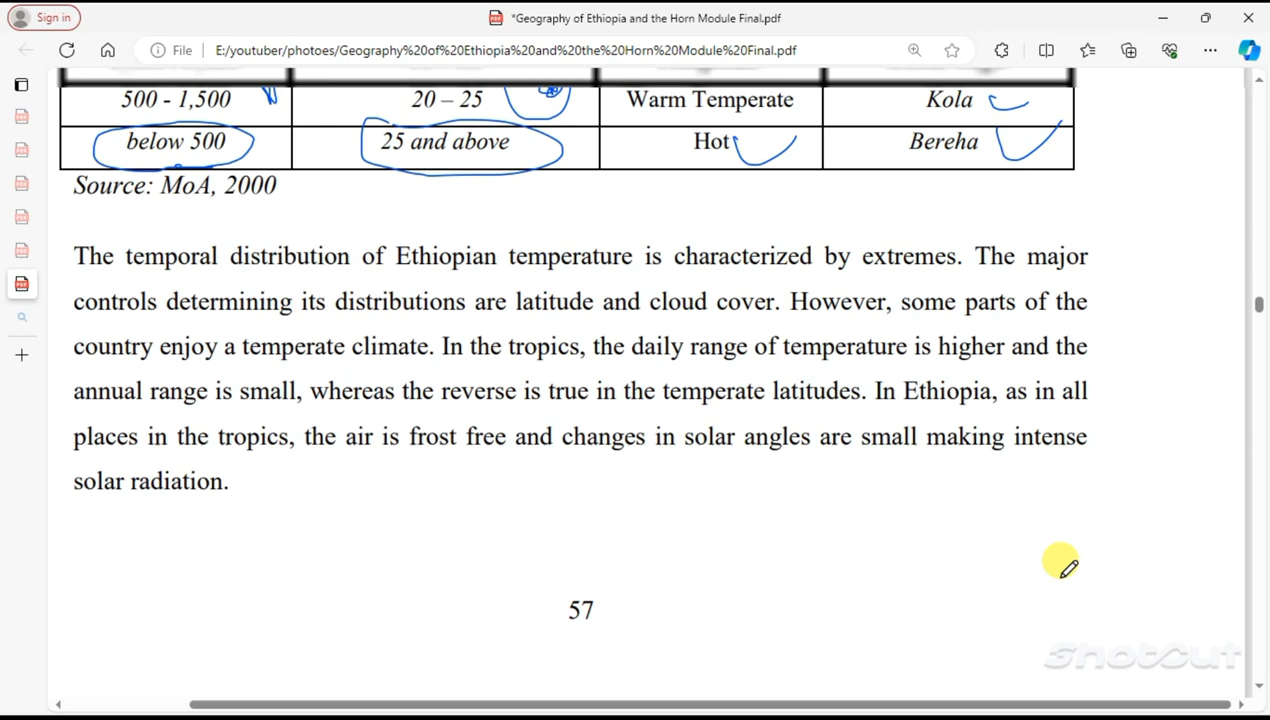 Sign in
*Geography of Ethiopia and the Horn Module Final.pdf
File E:/youtuber/photoes/Geography%20of%20Ethiopia%20and%20the%20Horn%20Module%20Final.pdf
500 - 1,500 20 – 25 Warm Temperate Kola
below 500 25 and above Hot Bereha
Source: MoA, 2000
The temporal distribution of Ethiopian temperature is characterized by extremes. The major
controls determining its distributions are latitude and cloud cover. However, some parts of the
country enjoy a temperate climate. In the tropics, the daily range of temperature is higher and the
annual range is small, whereas the reverse is true in the temperate latitudes. In Ethiopia, as in all
places in the tropics, the air is frost free and changes in solar angles are small making intense
solar radiation.
57
Shotcut